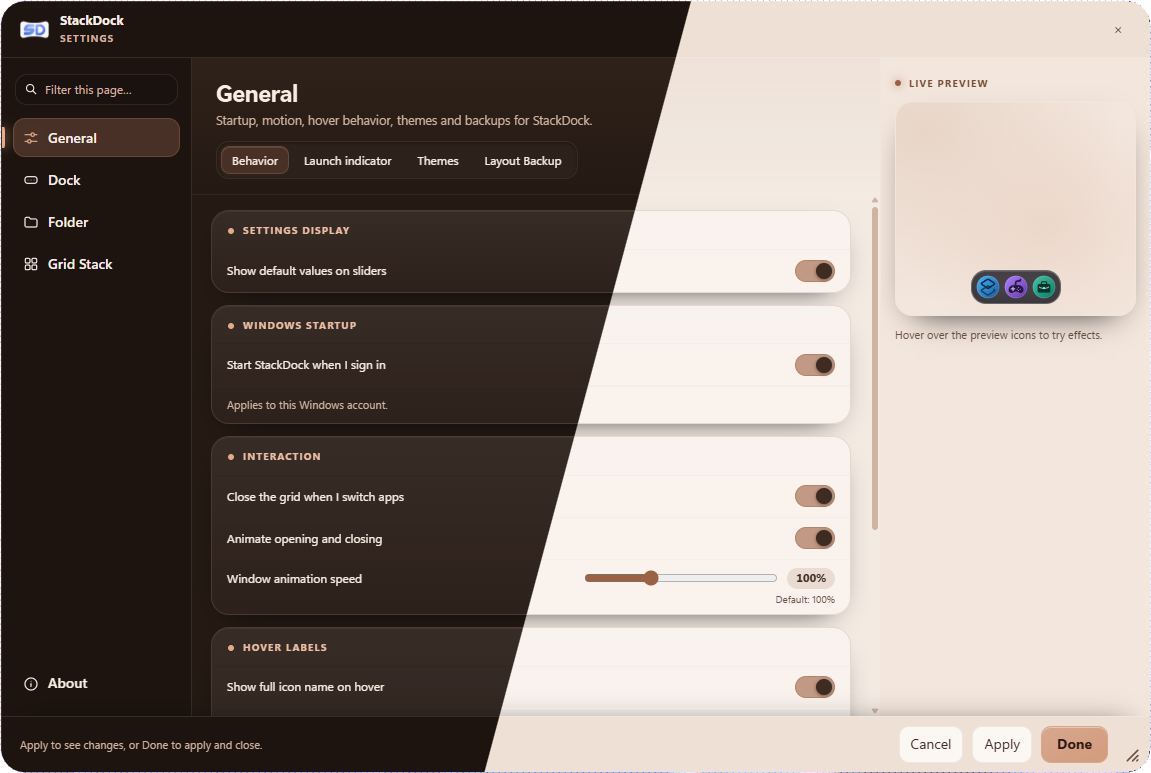 SD
StackDock
SETTINGS
×
Filter this page...
General
Dock
Folder
Grid Stack
About
General
Startup, motion, hover behavior, themes and backups for StackDock.
Behavior
Launch indicator
Themes
Layout Backup
SETTINGS DISPLAY
Show default values on sliders
WINDOWS STARTUP
Start StackDock when I sign in
Applies to this Windows account.
INTERACTION
Close the grid when I switch apps
Animate opening and closing
Window animation speed
100%
Default: 100%
HOVER LABELS
Show full icon name on hover
LIVE PREVIEW
Hover over the preview icons to try effects.
Apply to see changes, or Done to apply and close.
Cancel
Apply
Done